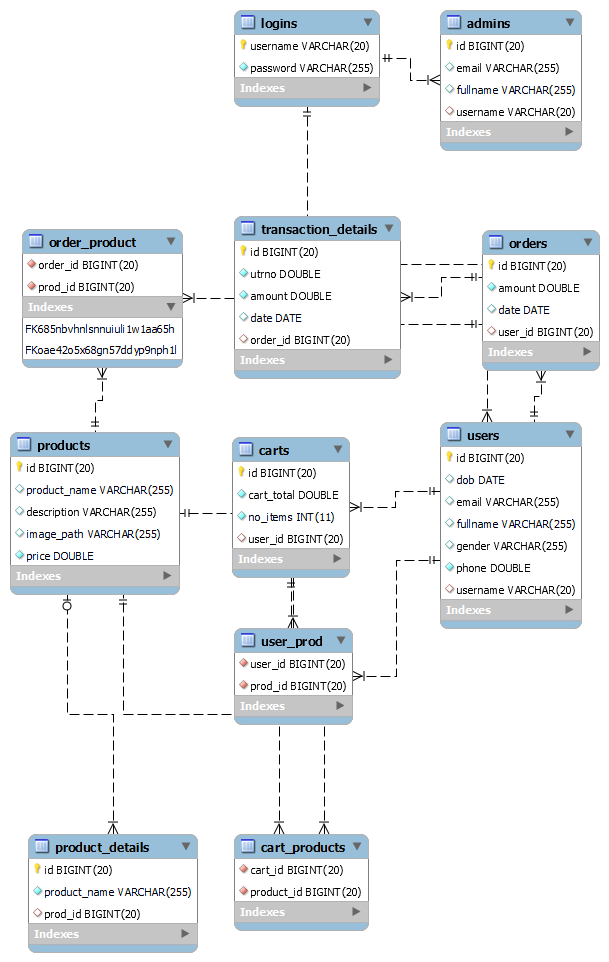 logins
username VARCHAR(20)
password VARCHAR(255)
Indexes
admins
id BIGINT(20)
email VARCHAR(255)
fullname VARCHAR(255)
username VARCHAR(20)
Indexes
order_product
order_id BIGINT(20)
prod_id BIGINT(20)
Indexes
FK685nbvhnlsnnuiuli1w1aa65h
FKoae42o5x68gn57ddyp9nph1l
transaction_details
id BIGINT(20)
utrno DOUBLE
amount DOUBLE
date DATE
order_id BIGINT(20)
Indexes
orders
id BIGINT(20)
amount DOUBLE
date DATE
user_id BIGINT(20)
Indexes
products
id BIGINT(20)
product_name VARCHAR(255)
description VARCHAR(255)
image_path VARCHAR(255)
price DOUBLE
Indexes
carts
id BIGINT(20)
cart_total DOUBLE
no_items INT(11)
user_id BIGINT(20)
Indexes
users
id BIGINT(20)
dob DATE
email VARCHAR(255)
fullname VARCHAR(255)
gender VARCHAR(255)
phone DOUBLE
username VARCHAR(20)
Indexes
user_prod
user_id BIGINT(20)
prod_id BIGINT(20)
Indexes
product_details
id BIGINT(20)
product_name VARCHAR(255)
prod_id BIGINT(20)
Indexes
cart_products
cart_id BIGINT(20)
product_id BIGINT(20)
Indexes